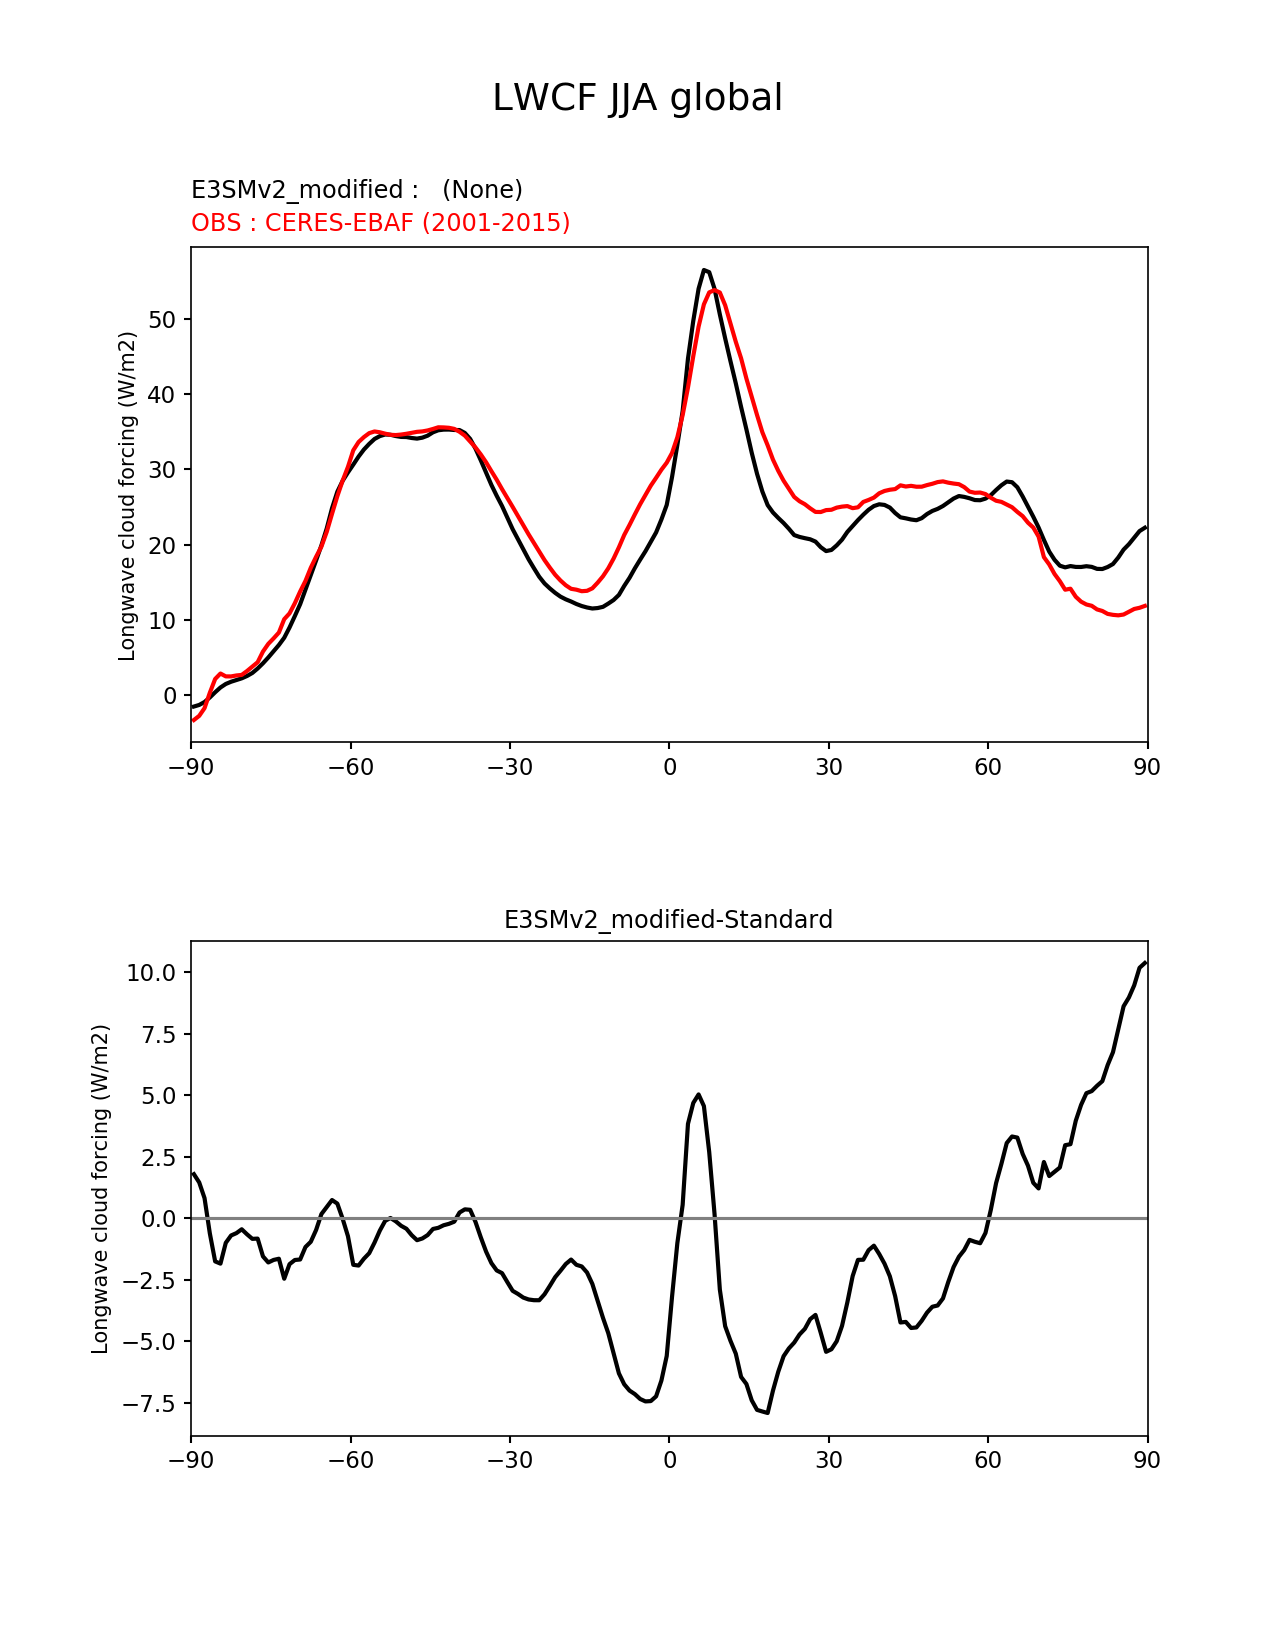 LWCF JJA global
E3SMv2_modified :   (None)
OBS : CERES-EBAF (2001-2015)
Longwave cloud forcing (W/m2)
50
40
30
20
10
0
−90 −60 −30 0 30 60 90
E3SMv2_modified-Standard
Longwave cloud forcing (W/m2)
10.0
7.5
5.0
2.5
0.0
−2.5
−5.0
−7.5
−90 −60 −30 0 30 60 90